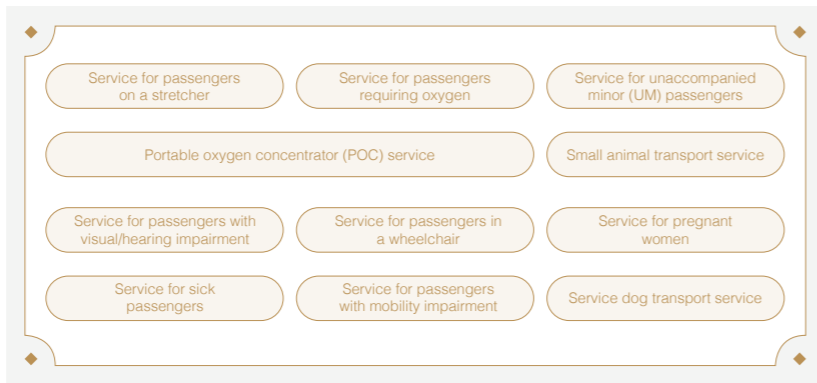 Service for passengers
on a stretcher
Service for passengers
requiring oxygen
Service for unaccompanied
minor (UM) passengers
Portable oxygen concentrator (POC) service
Small animal transport service
Service for passengers with
visual/hearing impairment
Service for passengers in
a wheelchair
Service for pregnant
women
Service for sick
passengers
Service for passengers
with mobility impairment
Service dog transport service